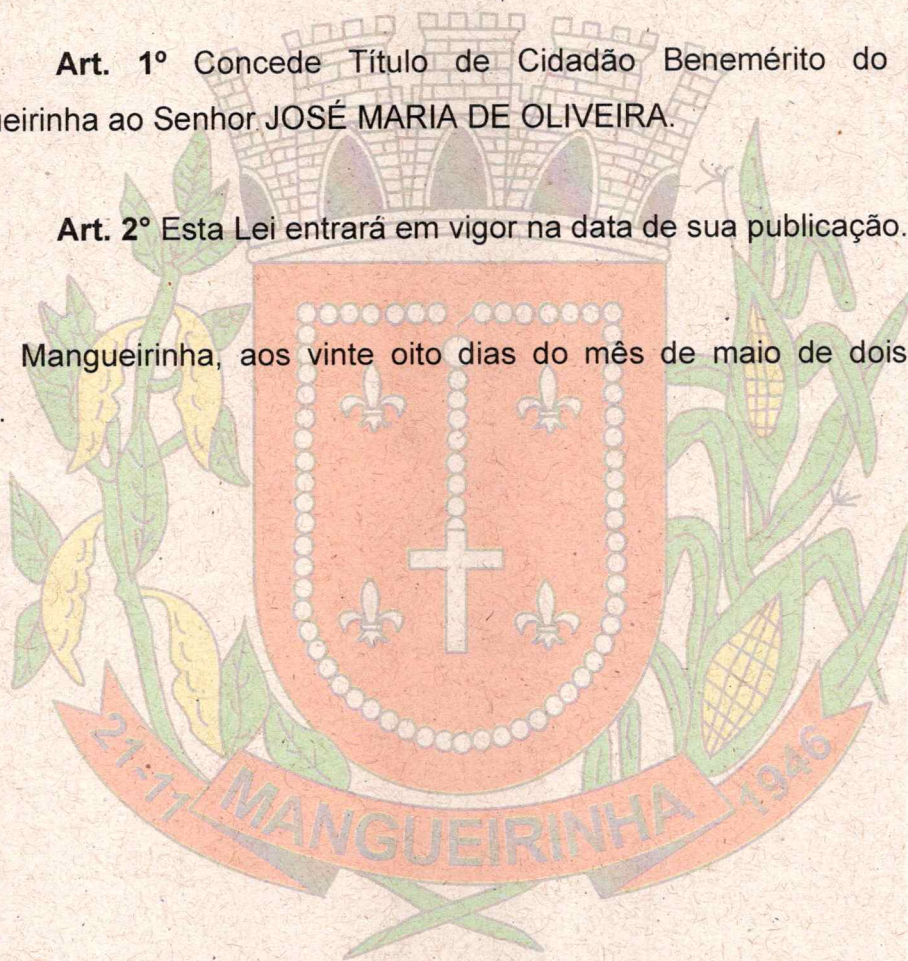 Art. 1º Concede Título de Cidadão Benemérito do
ueirinha ao Senhor JOSÉ MARIA DE OLIVEIRA.
Art. 2º Esta Lei entrará em vigor na data de sua publicação.
Mangueirinha, aos vinte oito dias do mês de maio de dois
.
21-11 MANGUEIRINHA 1946